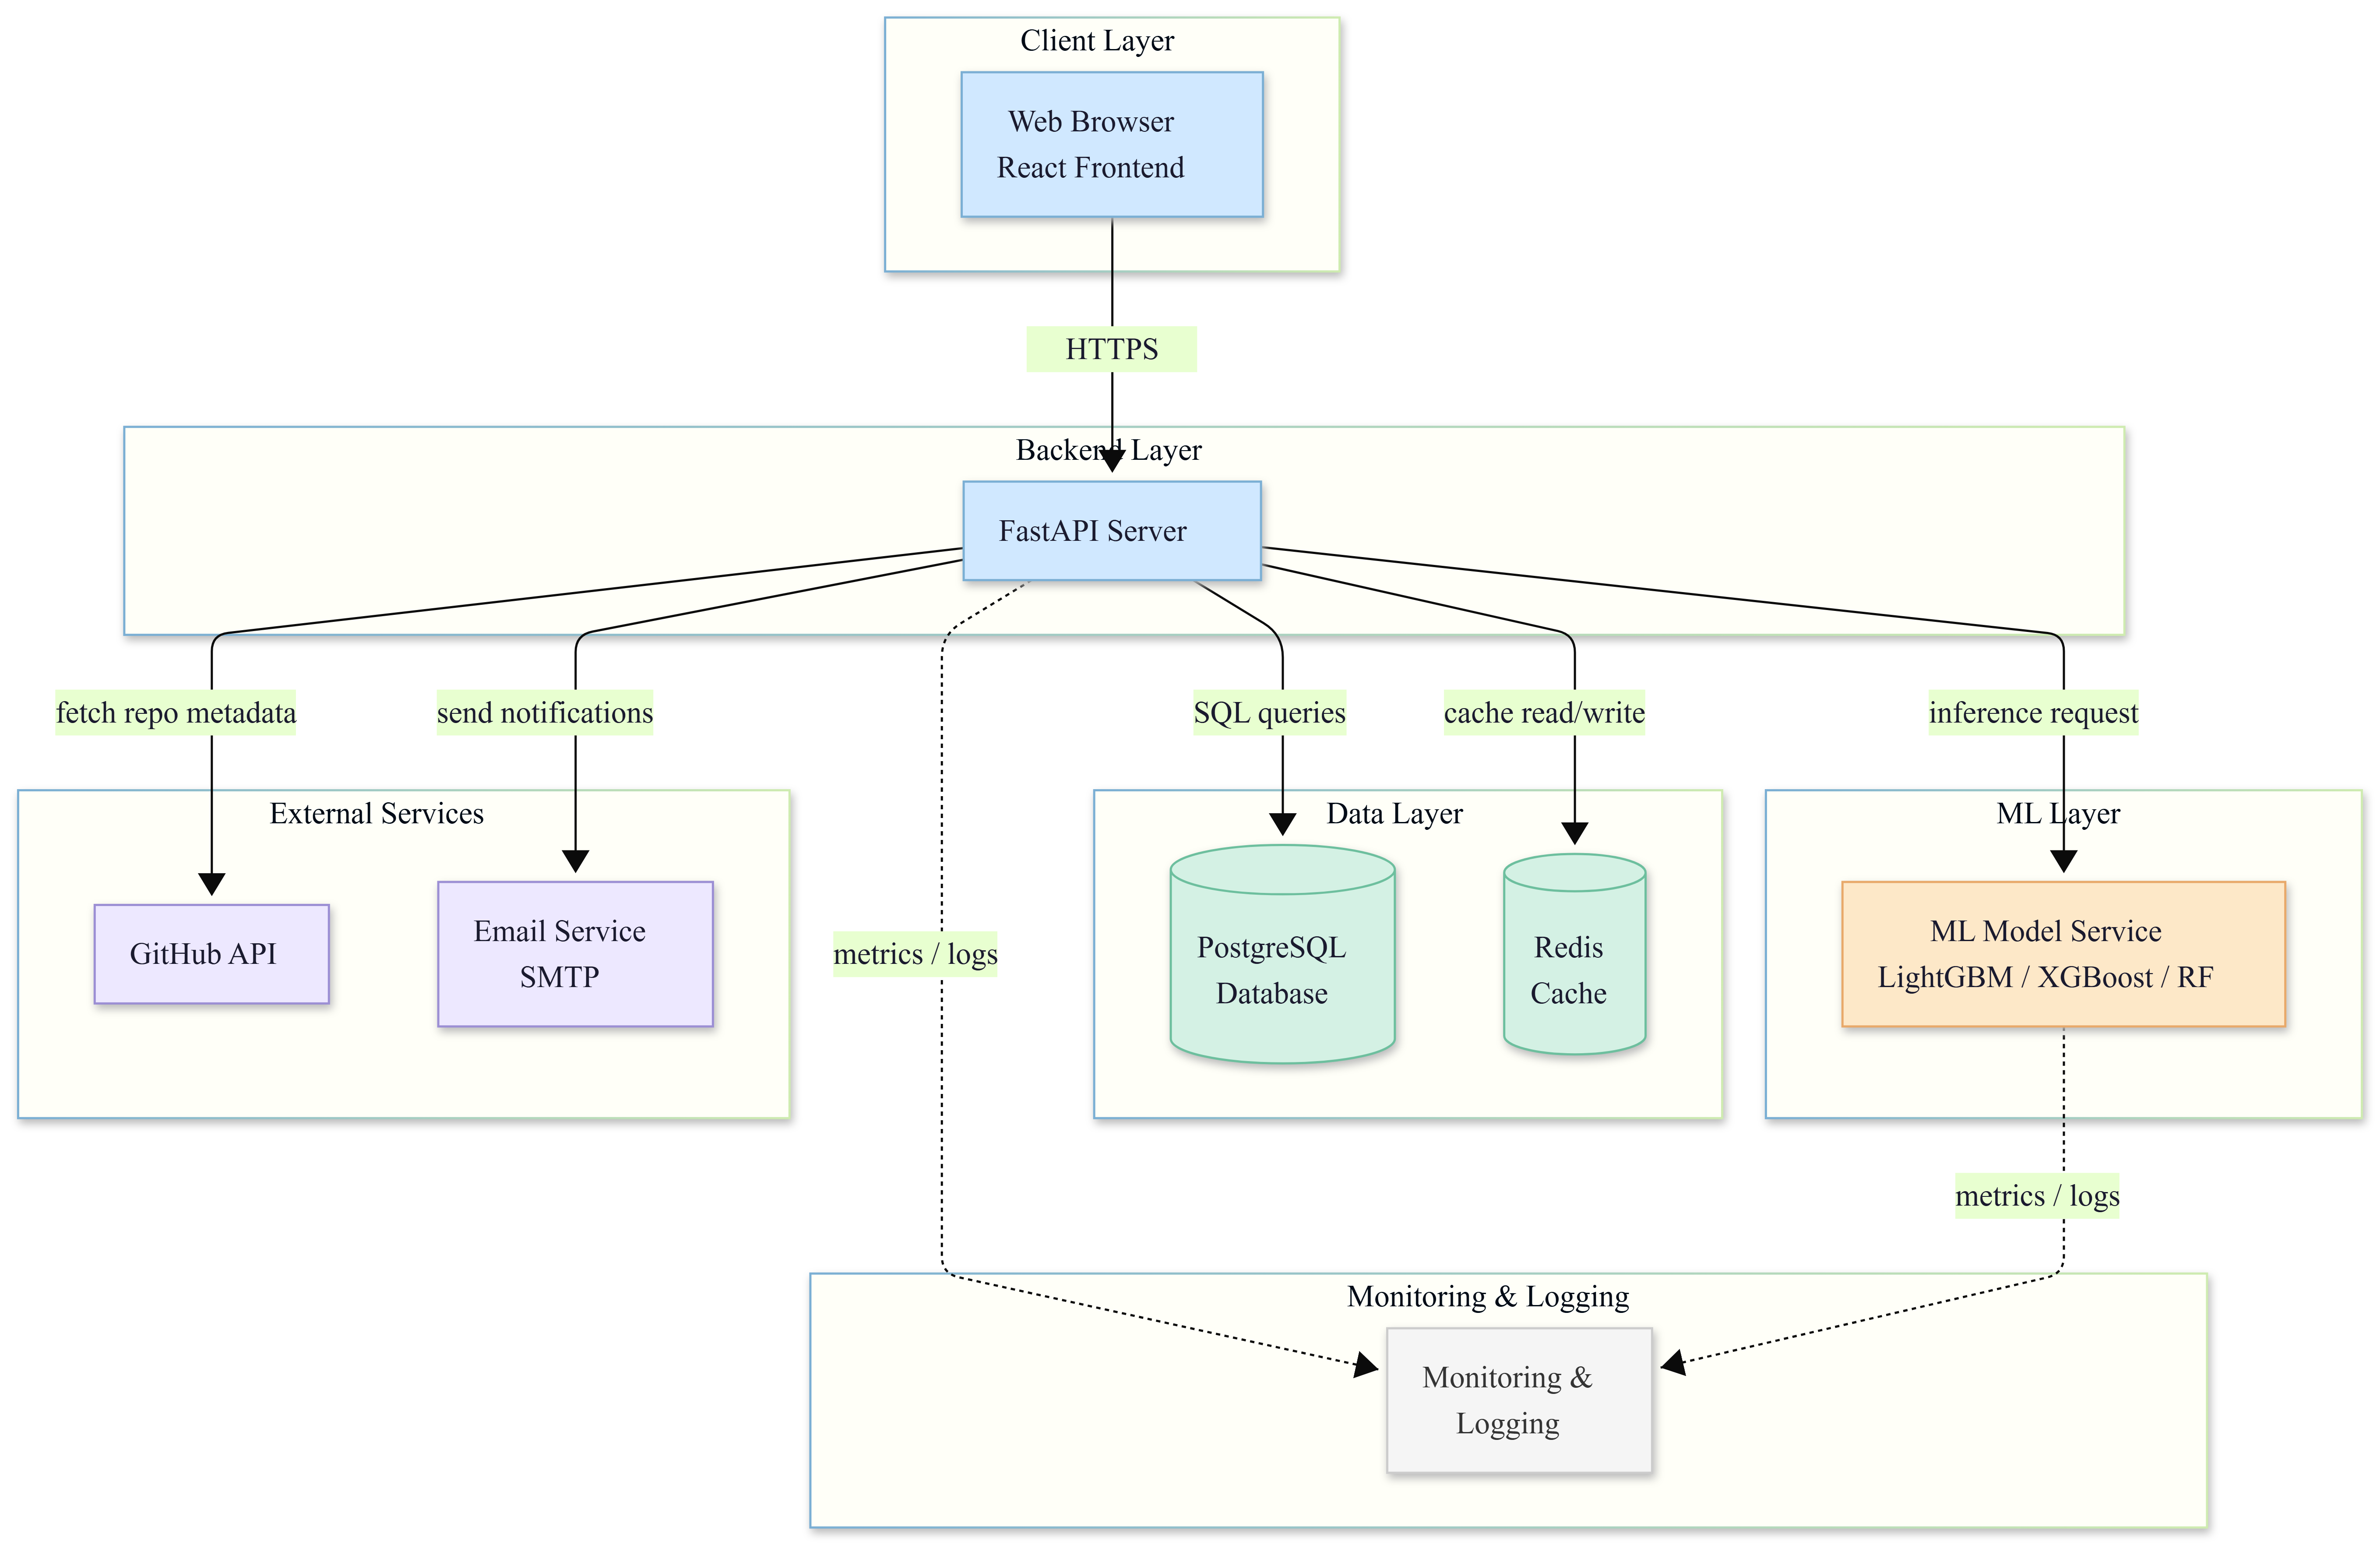 Client Layer
Web Browser
React Frontend
HTTPS
Backend Layer
FastAPI Server
fetch repo metadata
send notifications
SQL queries
cache read/write
inference request
External Services
Data Layer
ML Layer
GitHub API
Email Service
SMTP
metrics / logs
PostgreSQL
Database
Redis
Cache
ML Model Service
LightGBM / XGBoost / RF
metrics / logs
Monitoring & Logging
Monitoring &
Logging